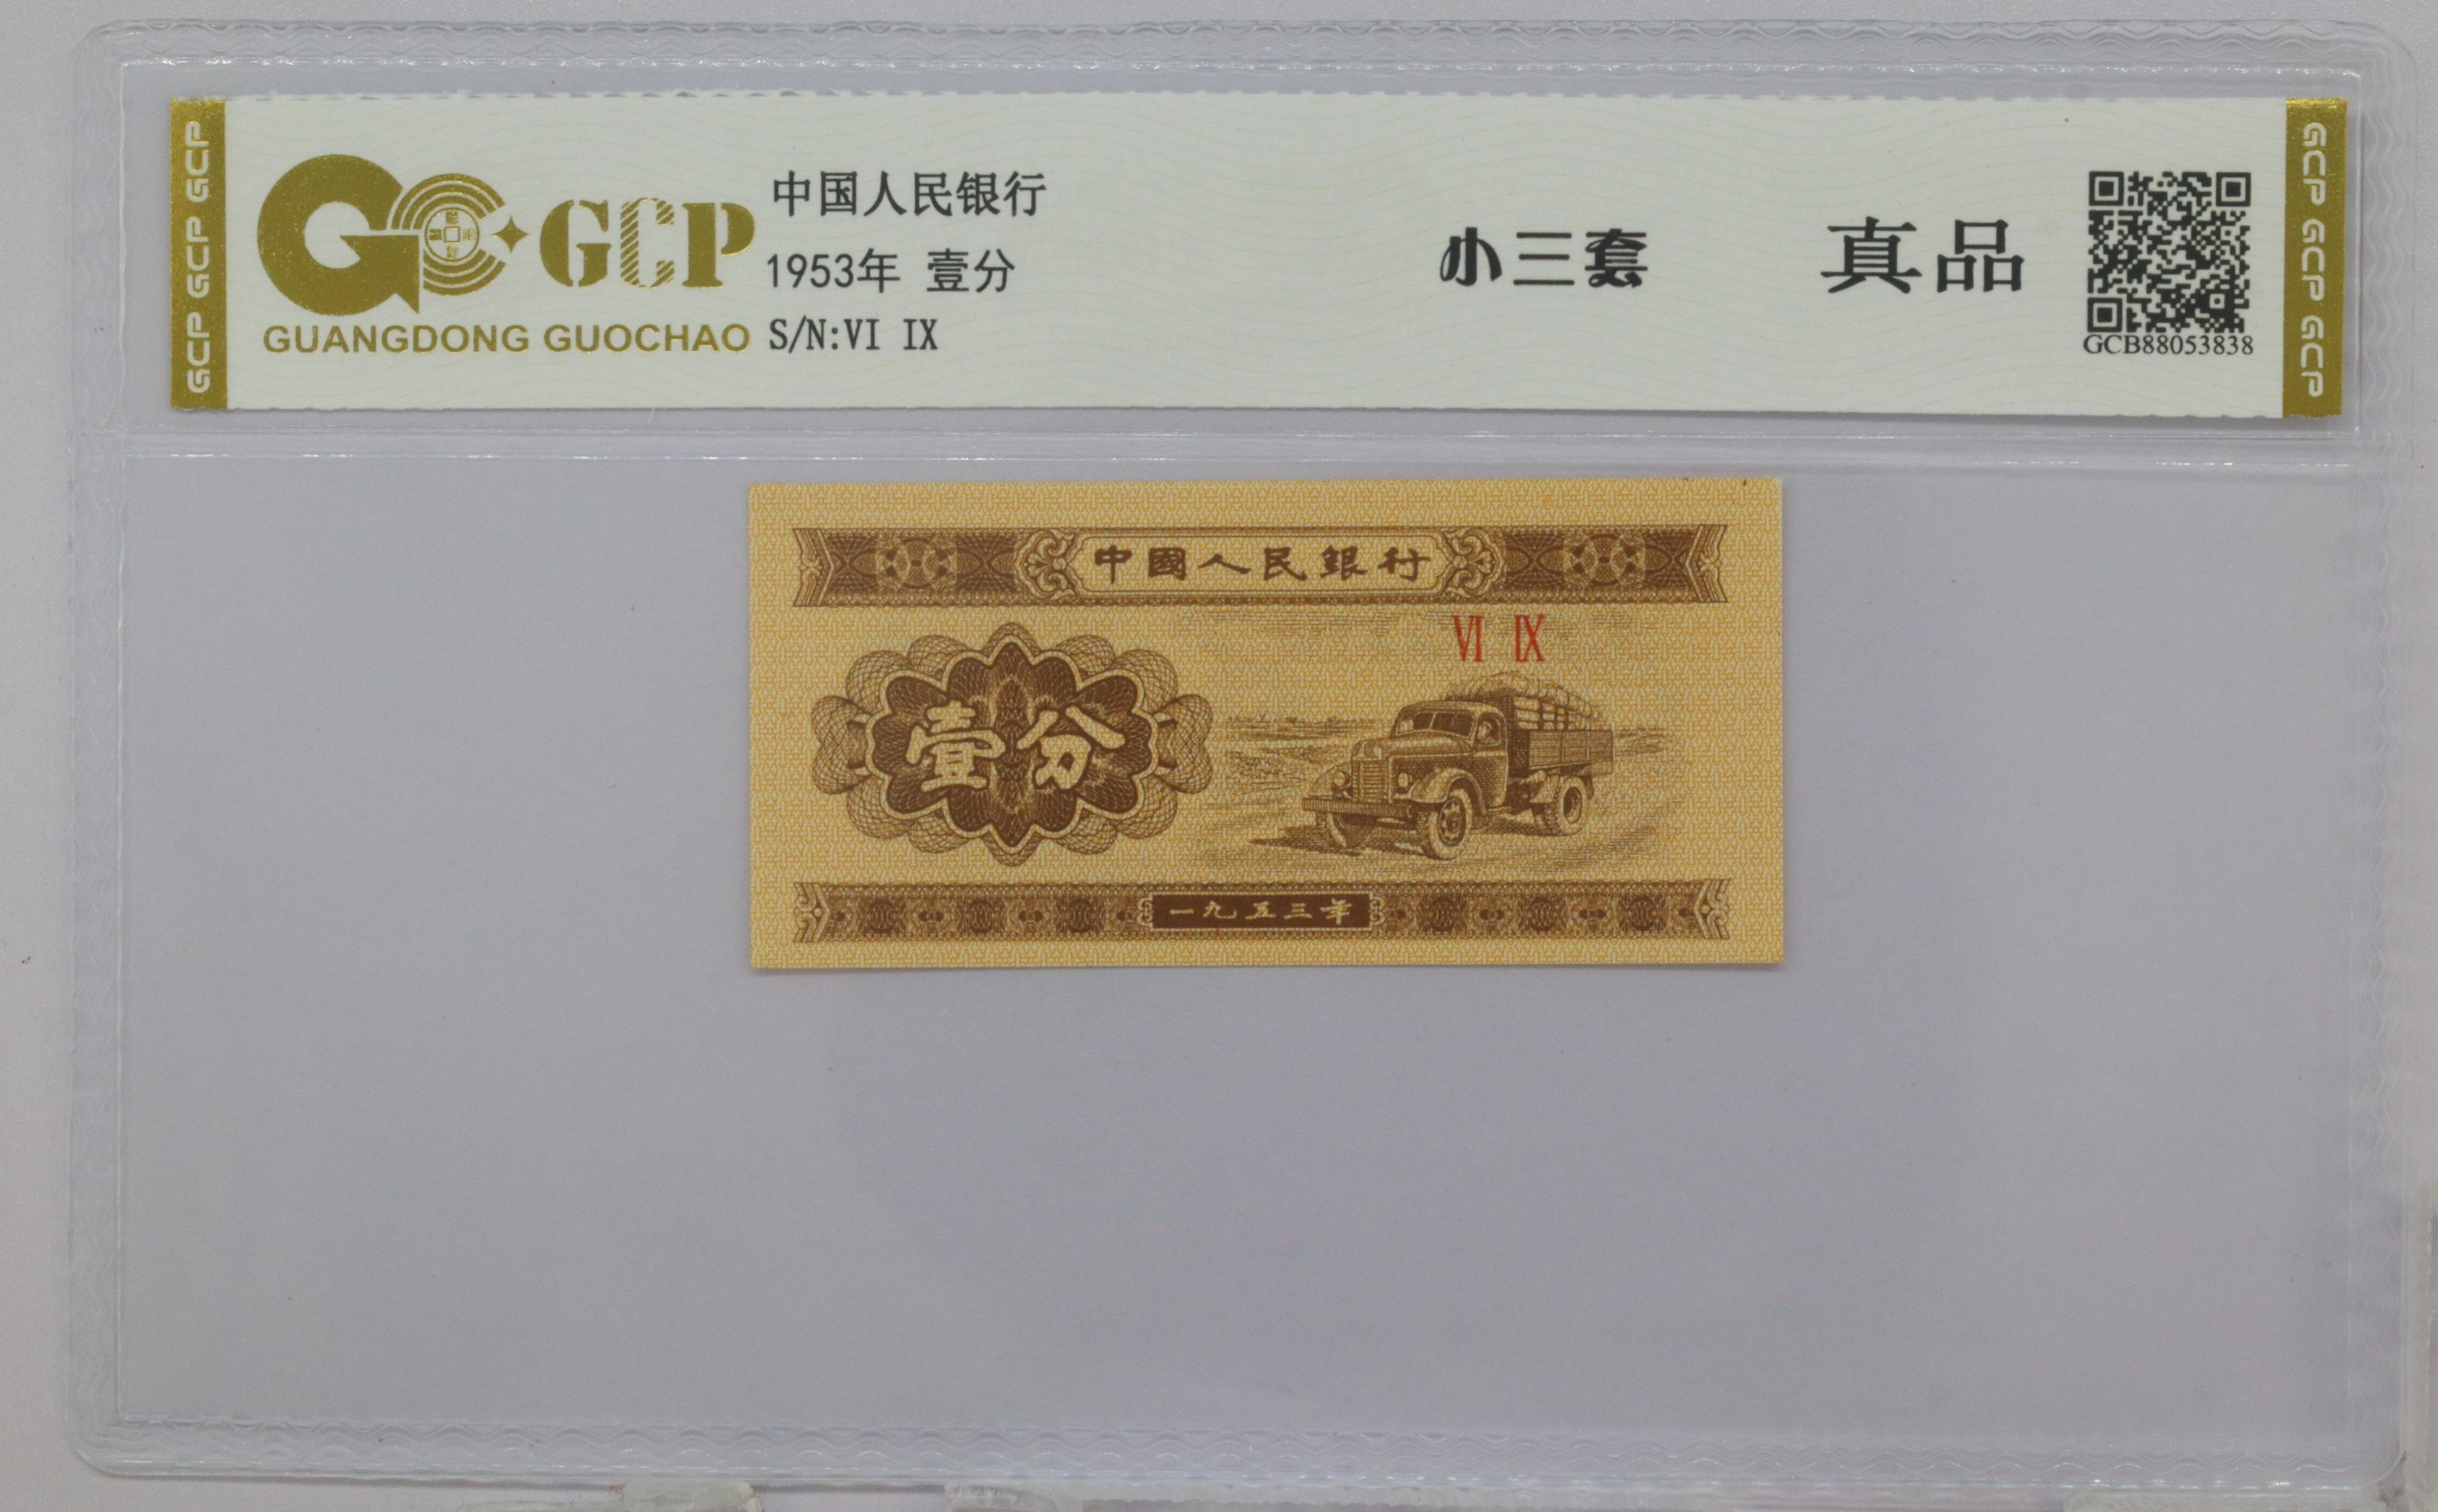 GCP GCP GCP
GCP
GUANGDONG GUOCHAO
中国人民银行
1953年 壹分
S/N:VI IX
小三套
真品
GCB88053838
GCP GCP GCP
中國人民銀行
VI IX
壹分
一九五三年